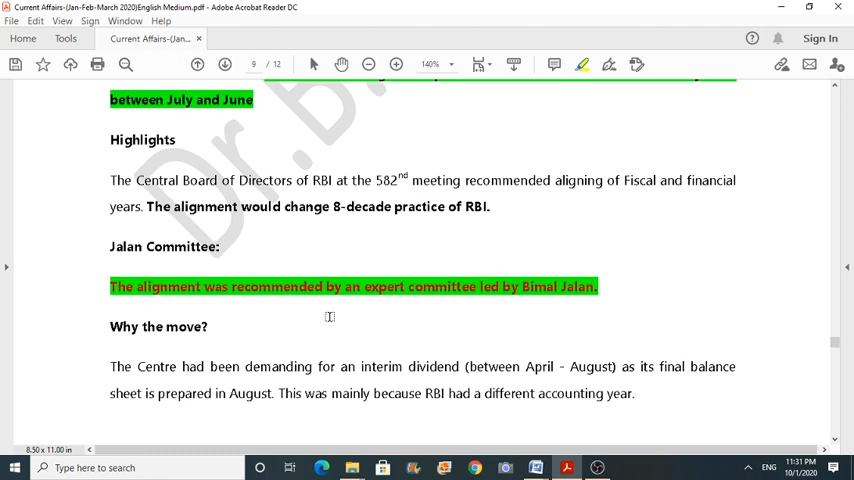 Current Affairs-(Jan-Feb-March 2020)English Medium.pdf - Adobe Acrobat Reader DC
File Edit View Sign Window Help
Home Tools Current Affairs-(Jan-... × Sign In
9 / 12 140%
between July and June
Highlights
The Central Board of Directors of RBI at the 582nd meeting recommended aligning of Fiscal and financial
years. The alignment would change 8-decade practice of RBI.
Jalan Committee:
The alignment was recommended by an expert committee led by Bimal Jalan.
Why the move?
The Centre had been demanding for an interim dividend (between April - August) as its final balance
sheet is prepared in August. This was mainly because RBI had a different accounting year.
8.50 x 11.00 in
Type here to search
ENG
11:31 PM
10/1/2020
Dr.B.